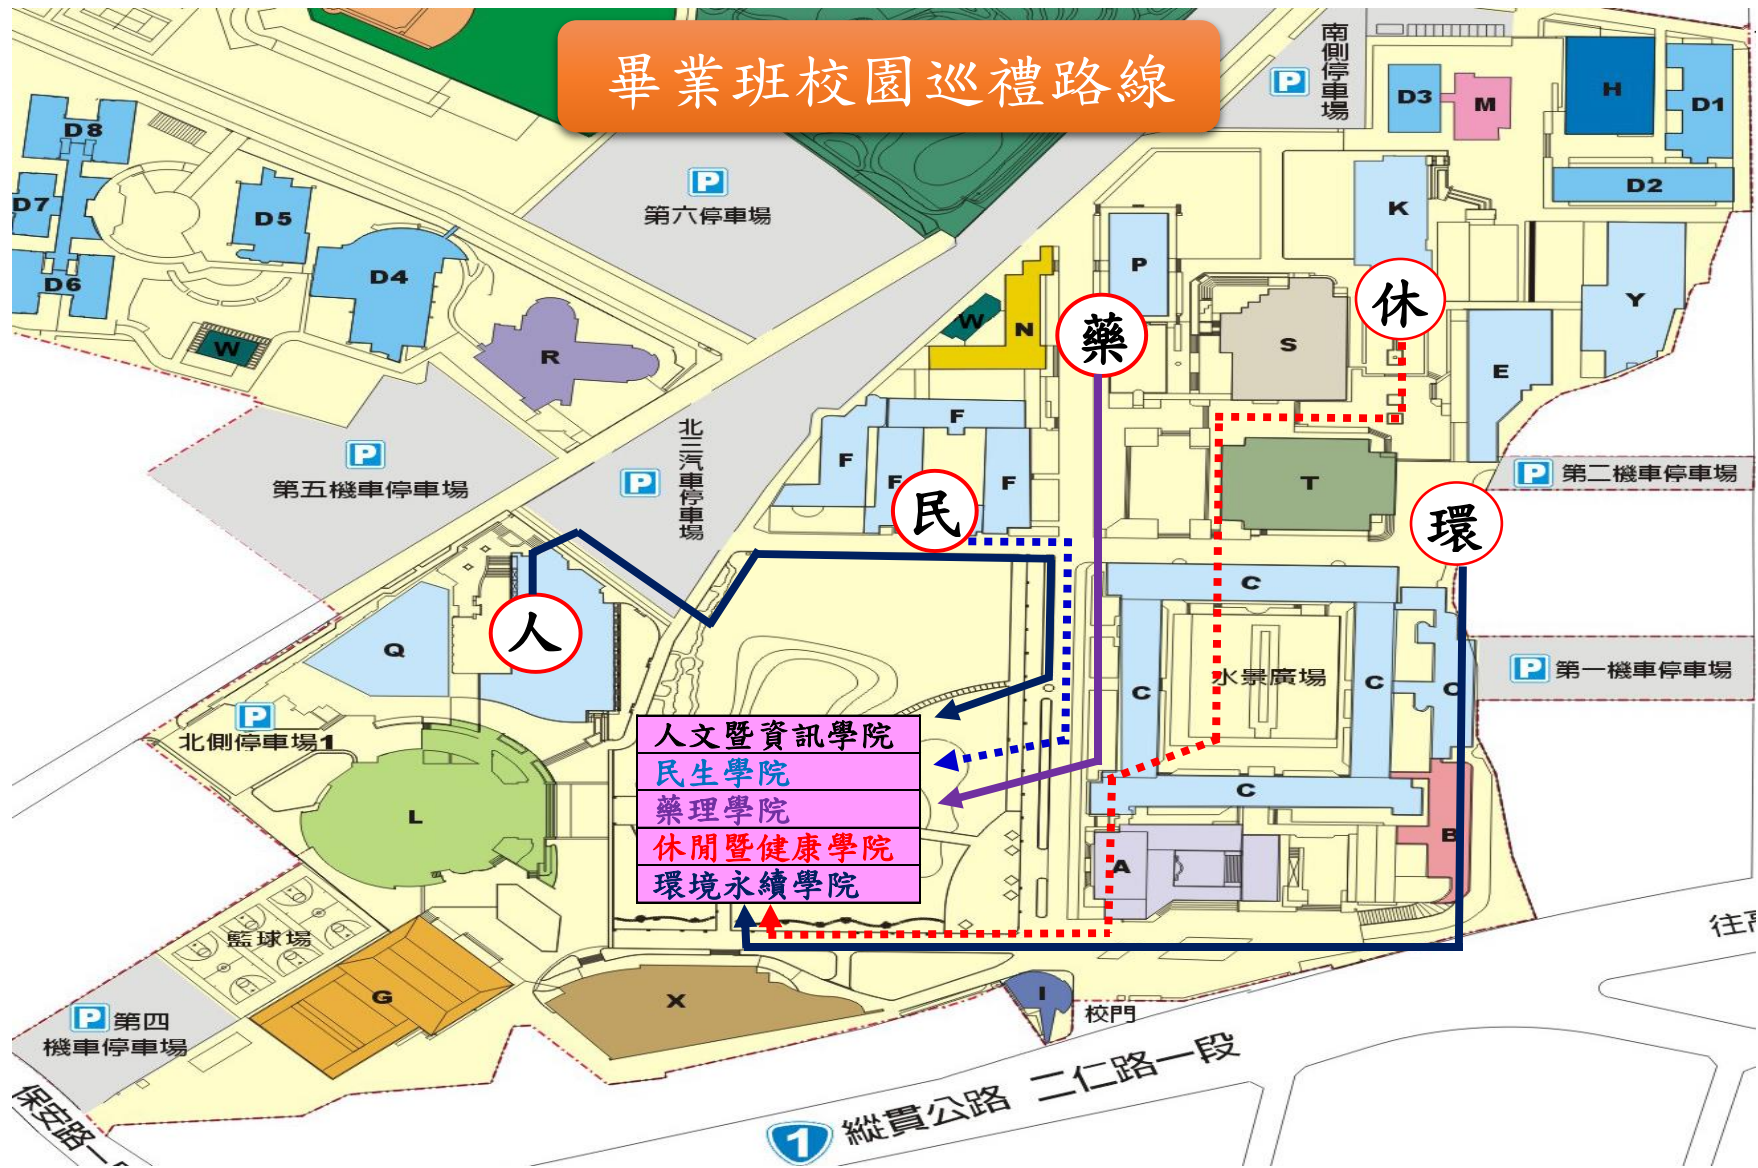 畢業班校園巡禮路線
南側停車場
P
D3
M
H
D1
D2
D8
D7
D6
D5
D4
W
R
P
第六停車場
K
P
W
N
S
Y
E
藥
休
P
第五機車停車場
P
北三汽車停車場
F
F
F
F
民
T
P
第二機車停車場
環
人
Q
C
C
C
C
C
水景廣場
P
第一機車停車場
P
北側停車場1
L
人文暨資訊學院
民生學院
藥理學院
休閒暨健康學院
環境永續學院
A
B
籃球場
G
X
I
校門
P 第四
機車停車場
往高
保安路一段
1 縱貫公路 二仁路一段